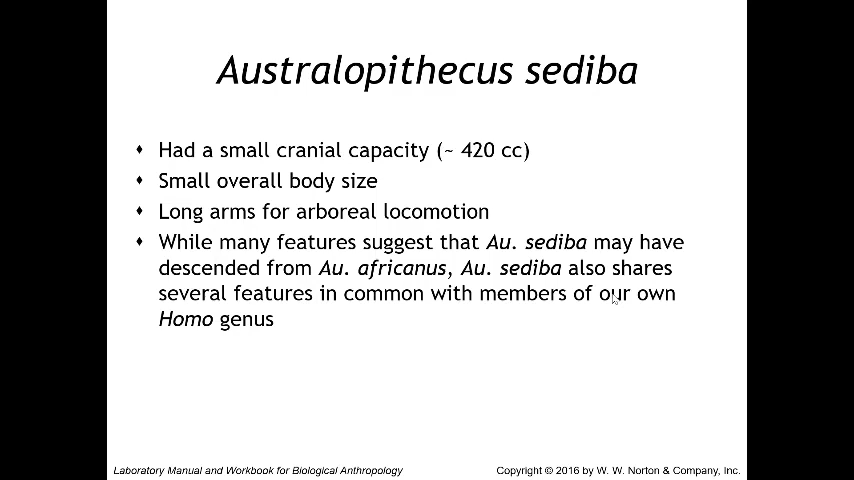 Australopithecus sediba
♦ Had a small cranial capacity (~ 420 cc)
♦ Small overall body size
♦ Long arms for arboreal locomotion
♦ While many features suggest that Au. sediba may have
descended from Au. africanus, Au. sediba also shares
several features in common with members of our own
Homo genus
Laboratory Manual and Workbook for Biological Anthropology
Copyright © 2016 by W. W. Norton & Company, Inc.